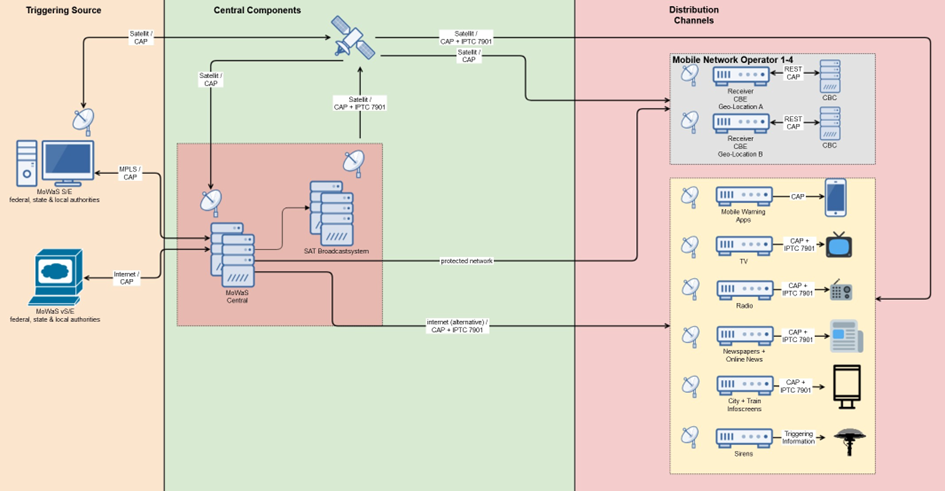 Triggering Source
Central Components
Distribution
Channels
Satellit /
CAP
Satellit /
CAP + IPTC 7901
Satellit /
CAP
Satellit /
CAP
Satellit /
CAP + IPTC 7901
MPLS /
CAP
MoWaS S/E
federal, state & local authorities
Internet /
CAP
MoWaS vS/E
federal, state & local authorities
SAT Broadcastsystem
MoWaS
Central
protected network
internet (alternative) /
CAP + IPTC 7901
Mobile Network Operator 1-4
REST
CAP
Receiver
CBE
Geo-Location A
CBC
REST
CAP
Receiver
CBE
Geo-Location B
CBC
CAP
Mobile Warning
Apps
CAP +
IPTC 7901
TV
CAP +
IPTC 7901
Radio
CAP +
IPTC 7901
Newspapers +
Online News
CAP +
IPTC 7901
City + Train
Infoscreens
Triggering
Information
Sirens